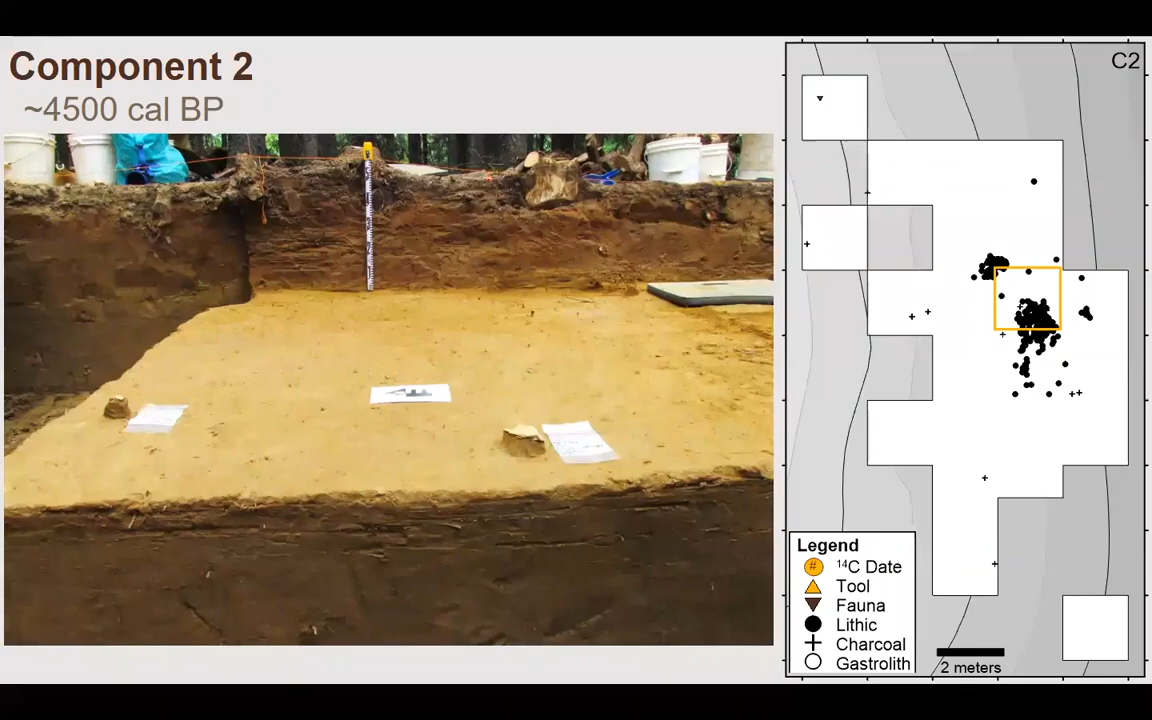 Component 2
~4500 cal BP
C2
Legend
# ¹⁴C Date
Tool
Fauna
Lithic
Charcoal
Gastrolith
2 meters